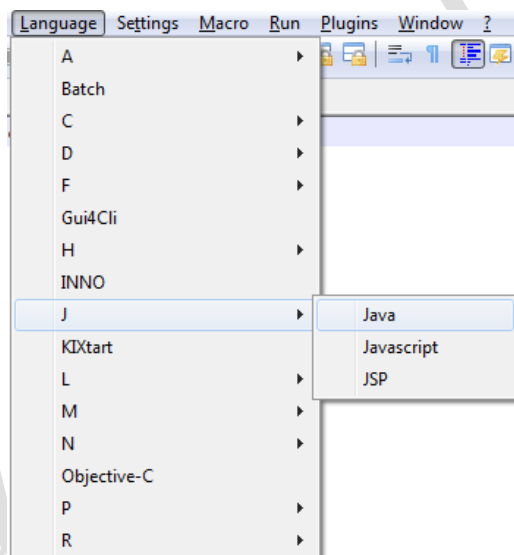 Language Settings Macro Run Plugins Window ?
A
Batch
C
D
F
Gui4Cli
H
INNO
J
Java
KIXtart
Javascript
L
JSP
M
N
Objective-C
P
R